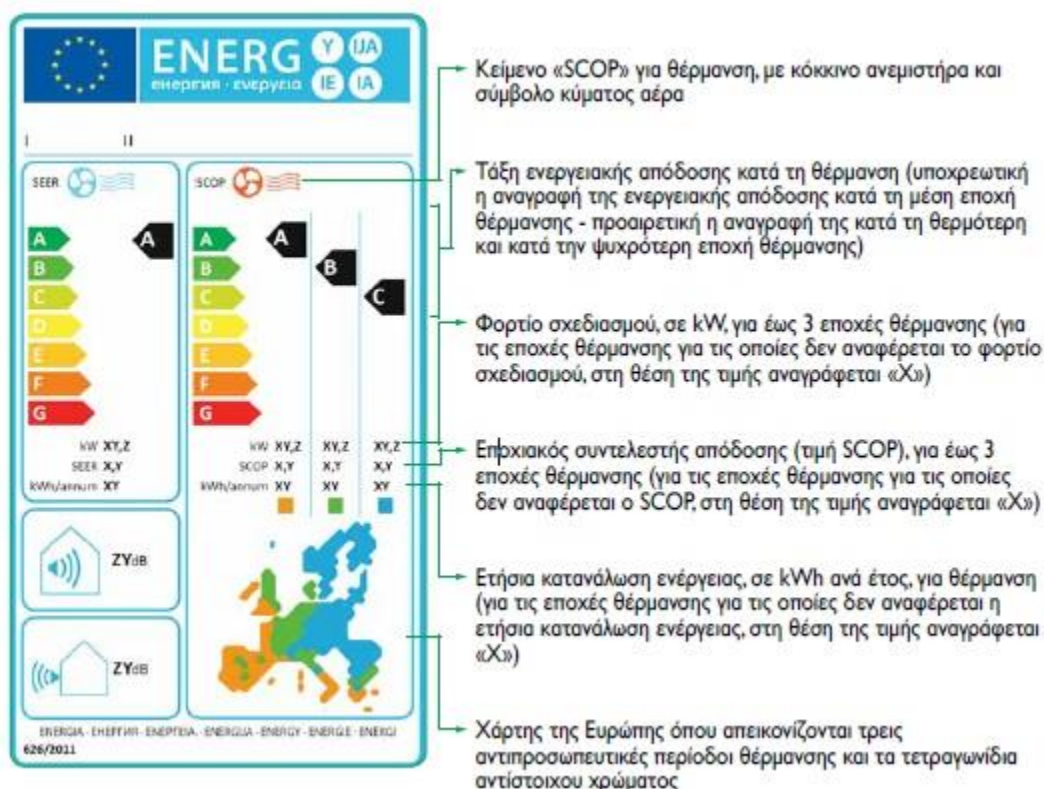 ENERG Y IJA
енергия · ενεργεια IE IA
I II
SEER
SCOP
A A
B
C
D
E
F
G
A A
B B
C C
D
E
F
G
kW XY,Z
SEER X,Y
kWh/annum XY
kW XY,Z XY,Z XY,Z
SCOP X,Y X,Y X,Y
kWh/annum XY XY XY
ZYdB
ZYdB
ENERGIA · ЕНЕРГИЯ · ΕΝΕΡΓΕΙΑ · ENERGIJA · ENERGY · ENERGIE · ENERGI
626/2011
Κείμενο «SCOP» για θέρμανση, με κόκκινο ανεμιστήρα και
σύμβολο κύματος αέρα
Τάξη ενεργειακής απόδοσης κατά τη θέρμανση (υποχρεωτική
η αναγραφή της ενεργειακής απόδοσης κατά τη μέση εποχή
θέρμανσης - προαιρετική η αναγραφή της κατά τη θερμότερη
και κατά την ψυχρότερη εποχή θέρμανσης)
Φορτίο σχεδιασμού, σε kW, για έως 3 εποχές θέρμανσης (για
τις εποχές θέρμανσης για τις οποίες δεν αναφέρεται το φορτίο
σχεδιασμού, στη θέση της τιμής αναγράφεται «X»)
Εποχιακός συντελεστής απόδοσης (τιμή SCOP), για έως 3
εποχές θέρμανσης (για τις εποχές θέρμανσης για τις οποίες
δεν αναφέρεται ο SCOP, στη θέση της τιμής αναγράφεται «X»)
Ετήσια κατανάλωση ενέργειας, σε kWh ανά έτος, για θέρμανση
(για τις εποχές θέρμανσης για τις οποίες δεν αναφέρεται η
ετήσια κατανάλωση ενέργειας, στη θέση της τιμής αναγράφεται
«X»)
Χάρτης της Ευρώπης όπου απεικονίζονται τρεις
αντιπροσωπευτικές περίοδοι θέρμανσης και τα τετραγωνίδια
αντίστοιχου χρώματος